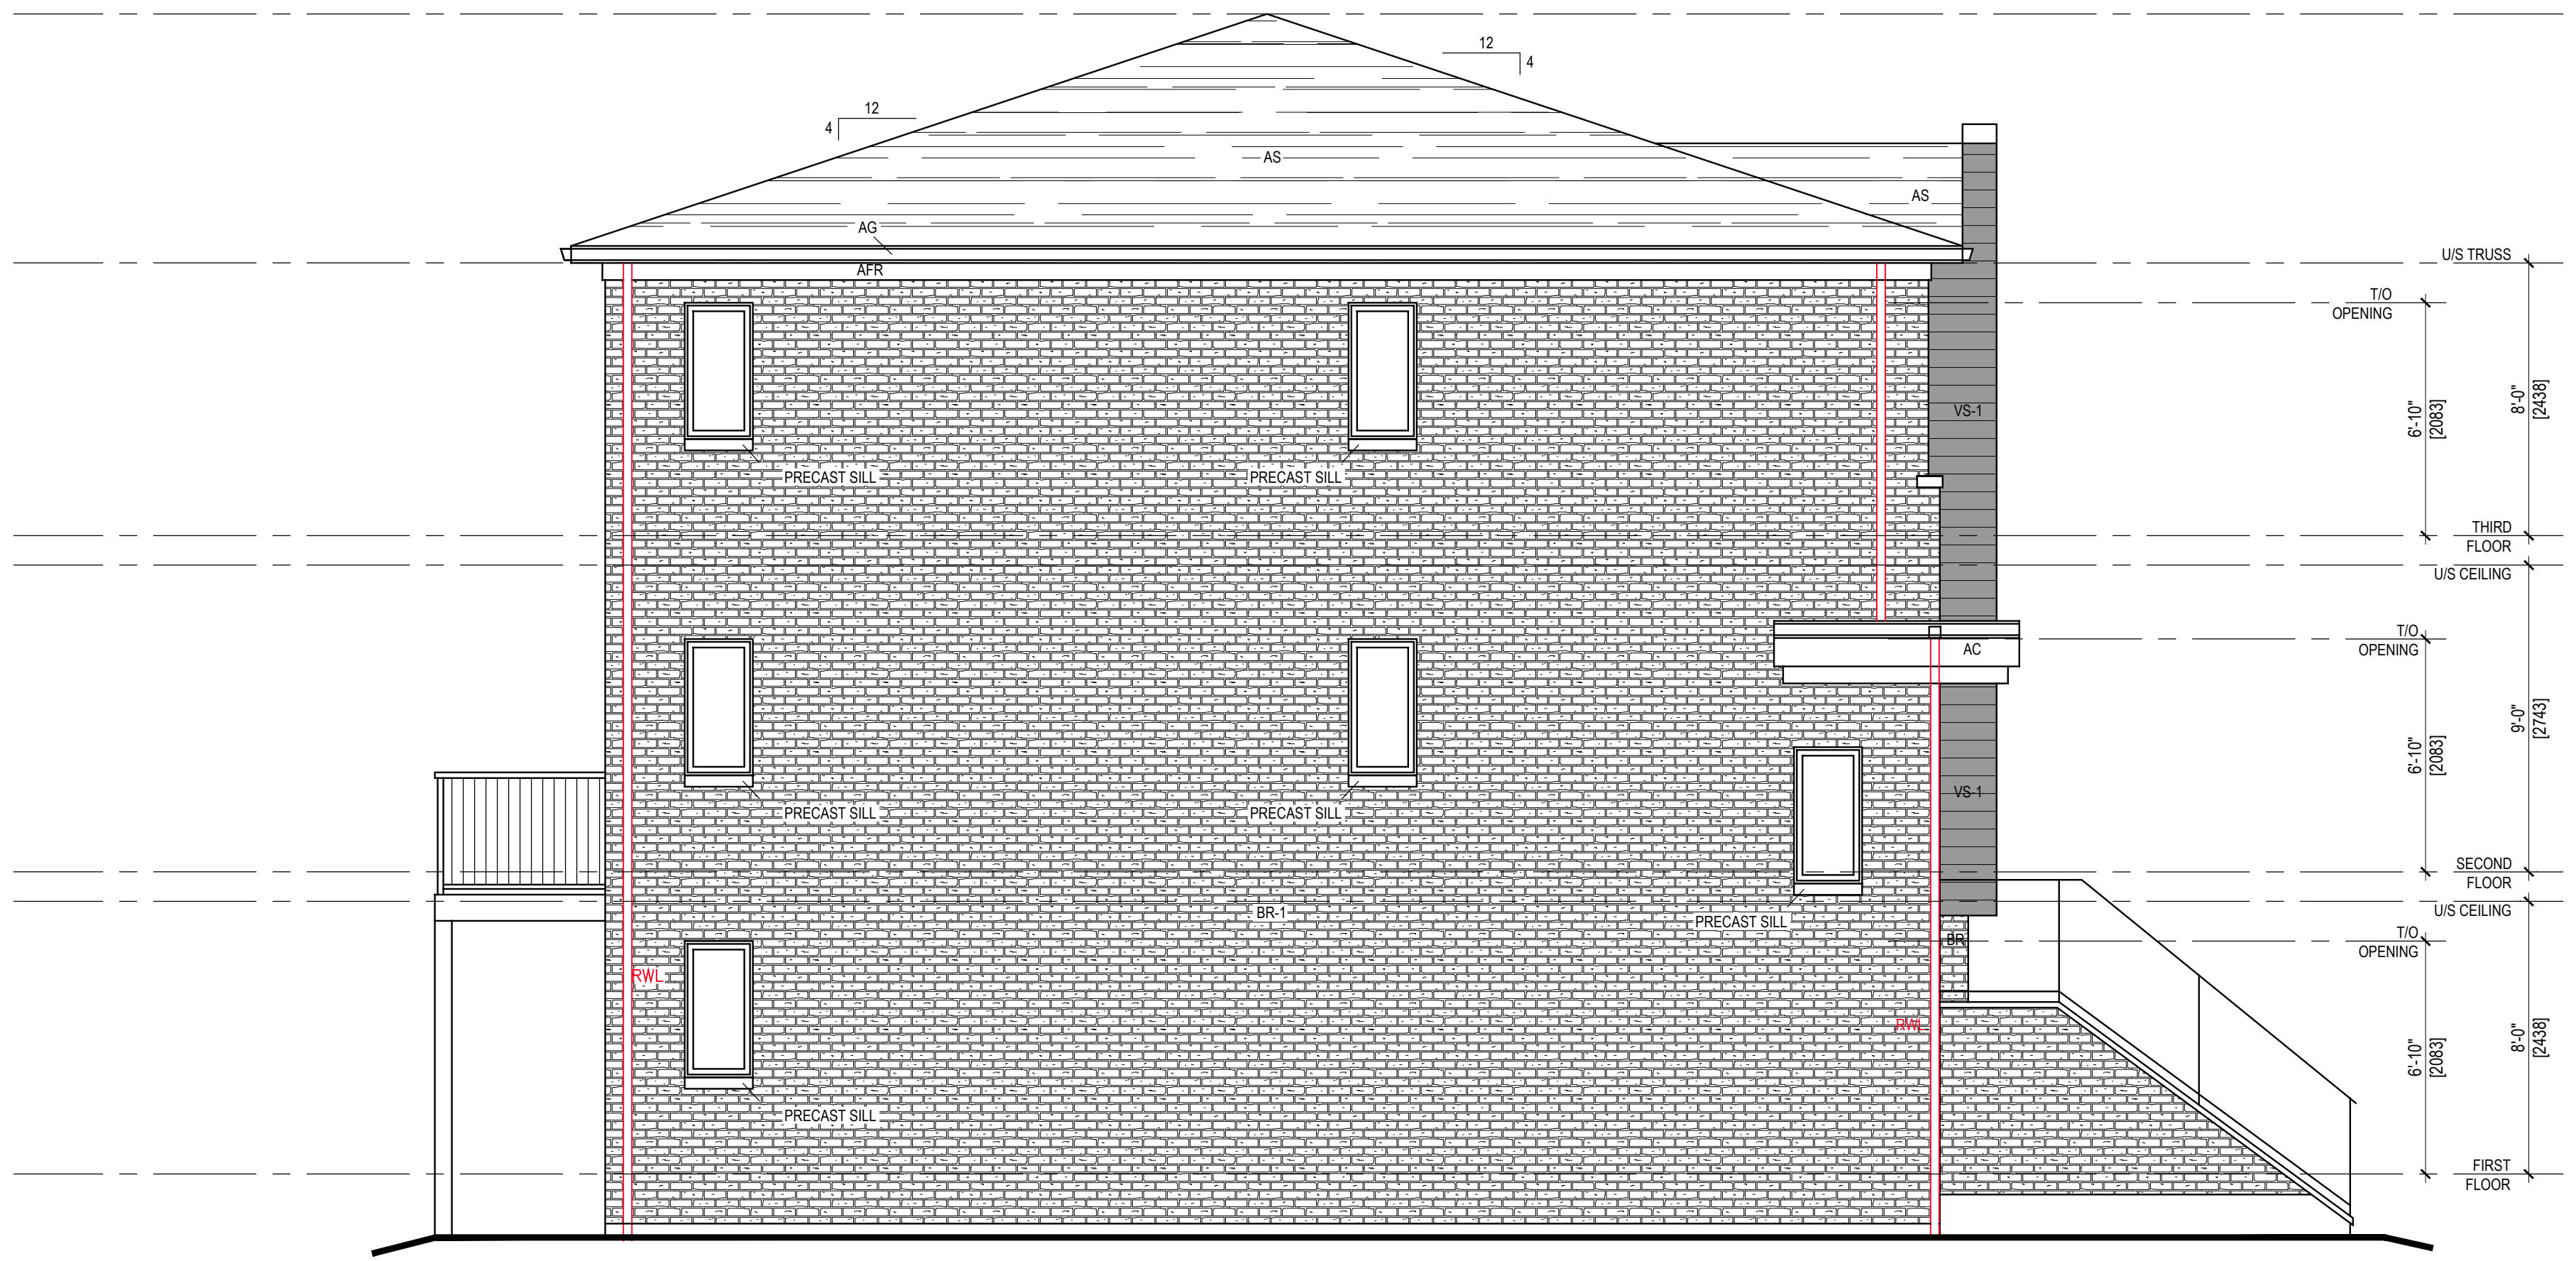 12
4
12
4
AS
AS
AG
AFR
U/S TRUSS
T/O
OPENING
6'-10"
[2083]
8'-0"
[2438]
VS-1
PRECAST SILL
PRECAST SILL
THIRD
FLOOR
U/S CEILING
T/O
OPENING
AC
6'-10"
[2083]
9'-0"
[2743]
VS-1
PRECAST SILL
PRECAST SILL
SECOND
FLOOR
U/S CEILING
BR-1
PRECAST SILL
T/O
OPENING
BR
RWL
RWL
6'-10"
[2083]
8'-0"
[2438]
PRECAST SILL
FIRST
FLOOR